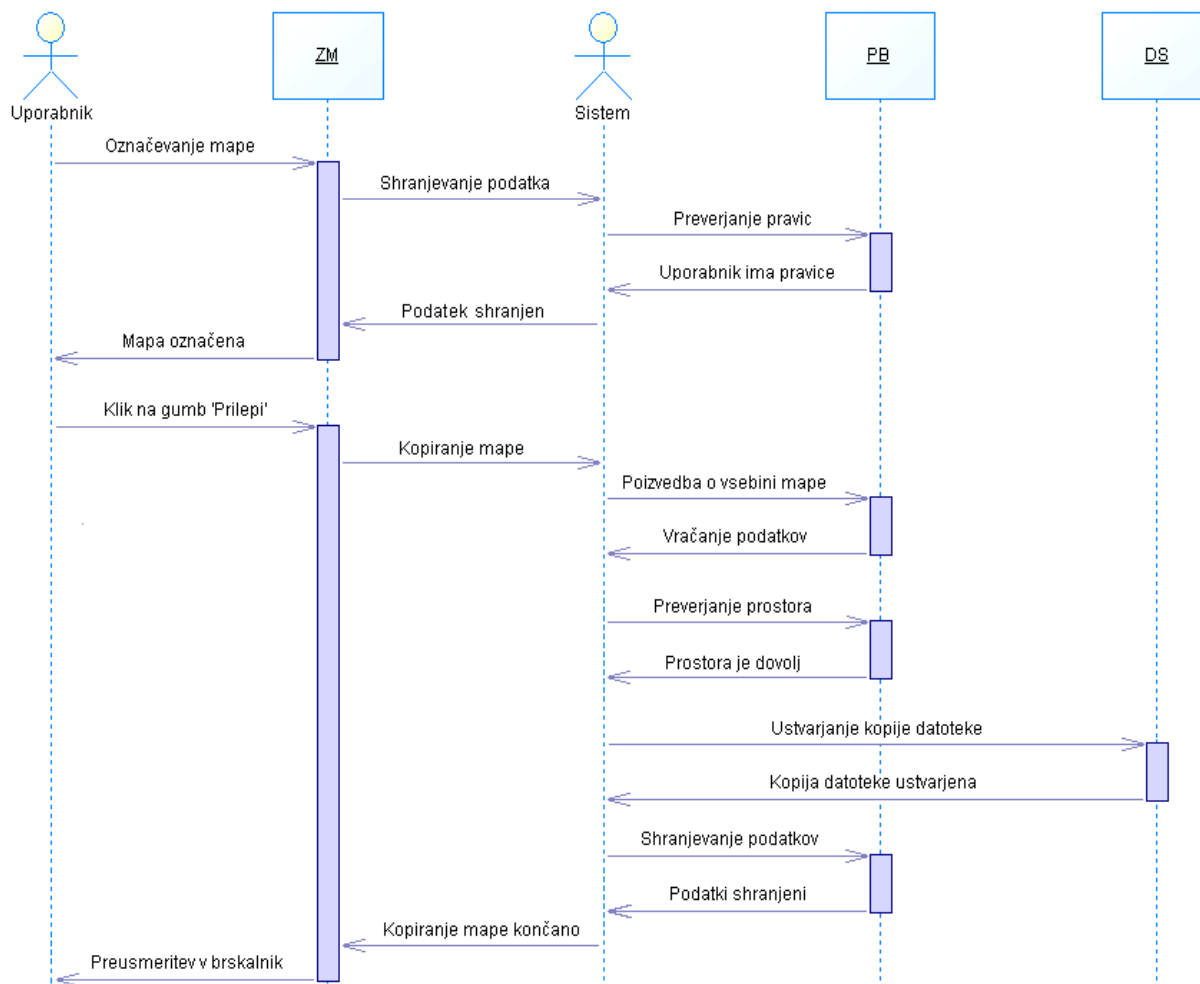 ZM
PB
DS
Uporabnik
Sistem
Označevanje mape
Shranjevanje podatka
Preverjanje pravic
Uporabnik ima pravice
Podatek shranjen
Mapa označena
Klik na gumb 'Prilepi'
Kopiranje mape
Poizvedba o vsebini mape
Vračanje podatkov
Preverjanje prostora
Prostora je dovolj
Ustvarjanje kopije datoteke
Kopija datoteke ustvarjena
Shranjevanje podatkov
Podatki shranjeni
Kopiranje mape končano
Preusmeritev v brskalnik